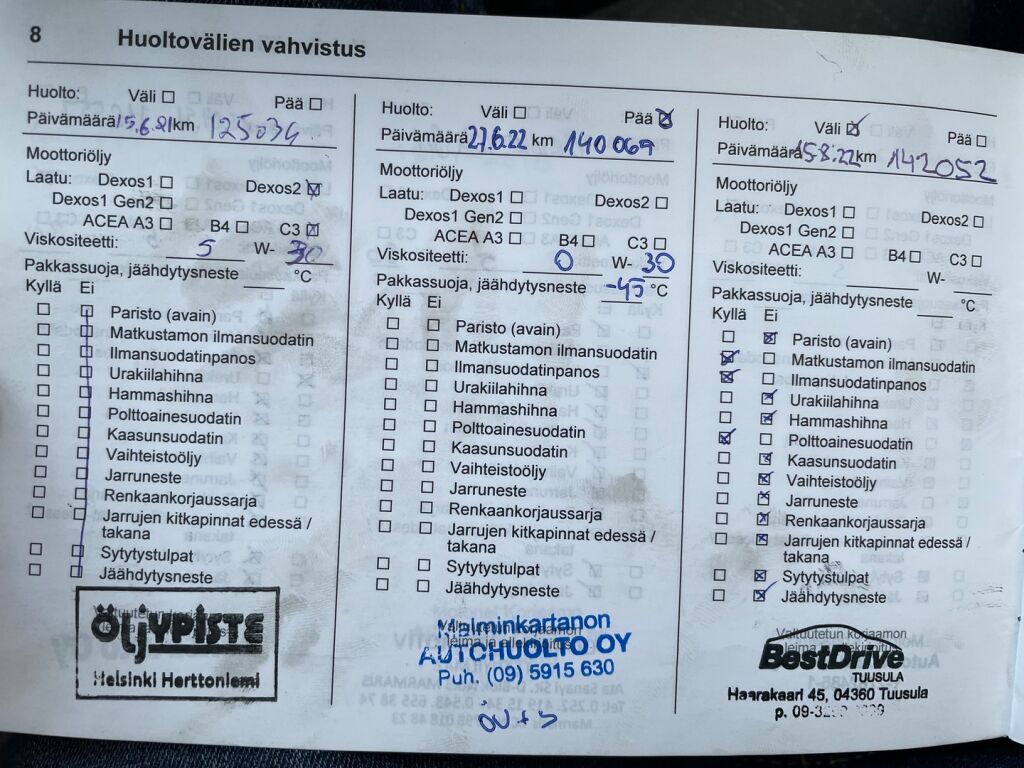 8 Huoltovälien vahvistus
Huolto: Väli ☐ Pää ☐
Päivämäärä 15.6.21 km 125034
Moottoriöljy
Laatu: Dexos1 ☐ Dexos2 ☒
Dexos1 Gen2 ☐
ACEA A3 ☐ B4 ☐ C3 ☒
Viskositeetti: 5 W- 30
Pakkassuoja, jäähdytysneste °C
Kyllä Ei
☐ ☐ Paristo (avain)
☐ ☐ Matkustamon ilmansuodatin
☐ ☐ Ilmansuodatinpanos
☐ ☐ Urakiilahihna
☐ ☐ Hammashihna
☐ ☐ Polttoainesuodatin
☐ ☐ Kaasunsuodatin
☐ ☐ Vaihteistoöljy
☐ ☐ Jarruneste
☐ ☐ Renkaankorjaussarja
☐ ☐ Jarrujen kitkapinnat edessä /
takana
☐ ☐ Sytytystulpat
☐ ☐ Jäähdytysneste
ÖLJYPISTE
Helsinki Herttoniemi
Huolto: Väli ☐ Pää ☒
Päivämäärä 27.6.22 km 140069
Moottoriöljy
Laatu: Dexos1 ☐ Dexos2 ☐
Dexos1 Gen2 ☐
ACEA A3 ☐ B4 ☐ C3 ☐
Viskositeetti: 0 W- 30
Pakkassuoja, jäähdytysneste -45 °C
Kyllä Ei
☐ ☐ Paristo (avain)
☐ ☐ Matkustamon ilmansuodatin
☐ ☐ Ilmansuodatinpanos
☐ ☐ Urakiilahihna
☐ ☐ Hammashihna
☐ ☐ Polttoainesuodatin
☐ ☐ Kaasunsuodatin
☐ ☐ Vaihteistoöljy
☐ ☐ Jarruneste
☐ ☐ Renkaankorjaussarja
☐ ☐ Jarrujen kitkapinnat edessä /
takana
☐ ☐ Sytytystulpat
☐ ☐ Jäähdytysneste
Valtuutetun korjaamon
leima ja allekirjoitus
Malminkartanon
AUTOHUOLTO OY
Puh. (09) 5915 630
ÖV+S
Huolto: Väli ☒ Pää ☐
Päivämäärä 15.8.22 km 142052
Moottoriöljy
Laatu: Dexos1 ☐ Dexos2 ☐
Dexos1 Gen2 ☐
ACEA A3 ☐ B4 ☐ C3 ☐
Viskositeetti: W-
Pakkassuoja, jäähdytysneste °C
Kyllä Ei
☐ ☒ Paristo (avain)
☒ ☐ Matkustamon ilmansuodatin
☒ ☐ Ilmansuodatinpanos
☐ ☒ Urakiilahihna
☐ ☒ Hammashihna
☒ ☐ Polttoainesuodatin
☐ ☒ Kaasunsuodatin
☐ ☒ Vaihteistoöljy
☐ ☒ Jarruneste
☐ ☒ Renkaankorjaussarja
☐ ☒ Jarrujen kitkapinnat edessä /
takana
☐ ☒ Sytytystulpat
☐ ☒ Jäähdytysneste
Valtuutetun korjaamon
BestDrive
TUUSULA
Haarakaari 45, 04360 Tuusula